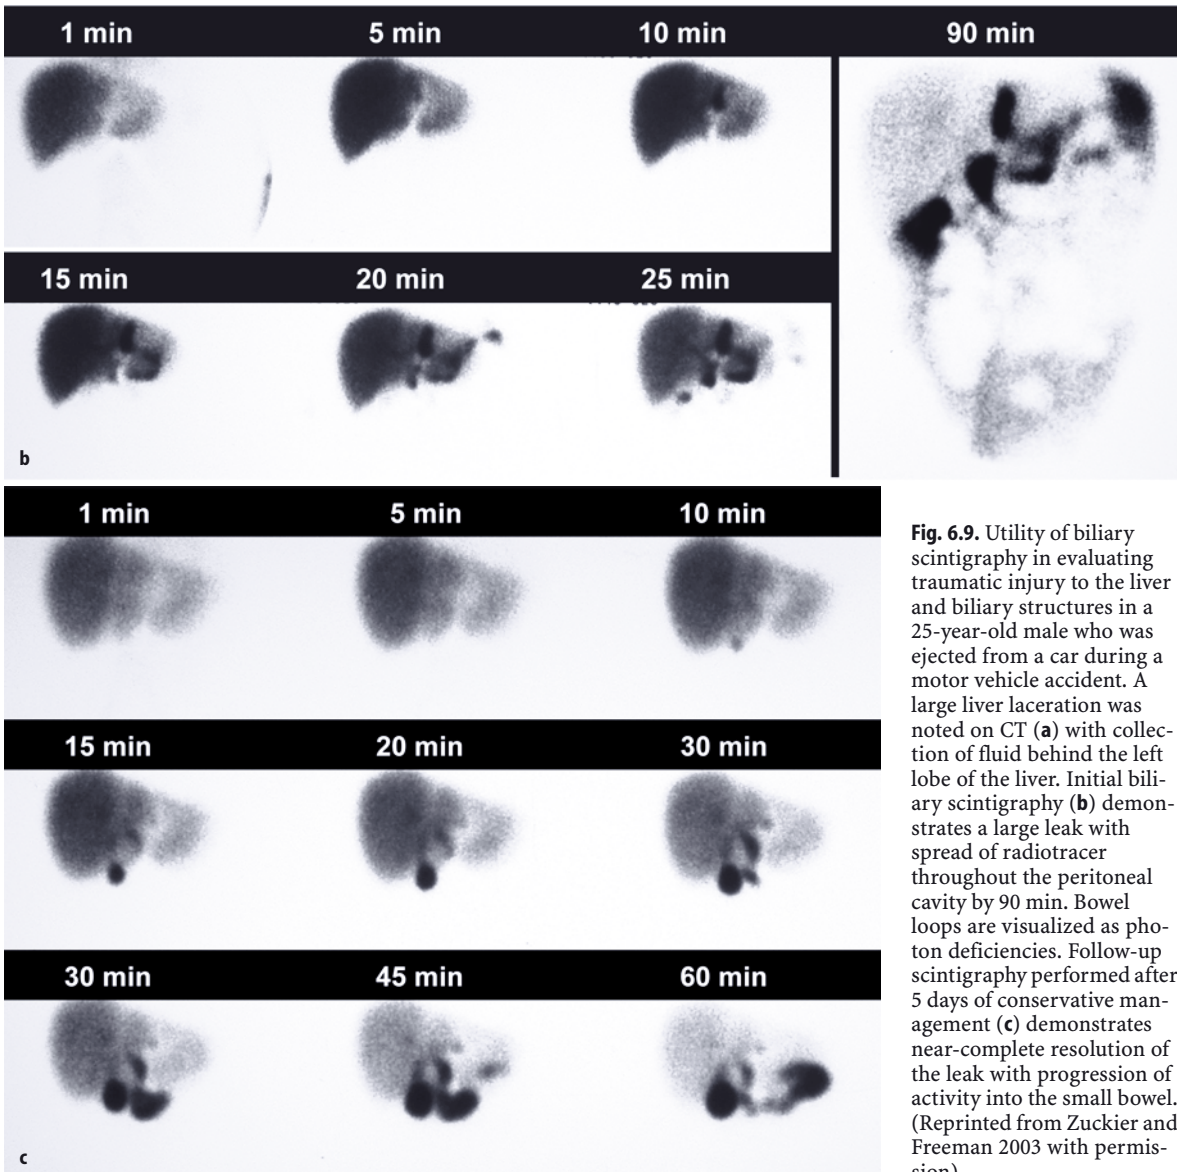 1 min 5 min 10 min 90 min
15 min 20 min 25 min
b
1 min 5 min 10 min
15 min 20 min 30 min
30 min 45 min 60 min
c
Fig. 6.9. Utility of biliary
scintigraphy in evaluating
traumatic injury to the liver
and biliary structures in a
25-year-old male who was
ejected from a car during a
motor vehicle accident. A
large liver laceration was
noted on CT (a) with collec-
tion of fluid behind the left
lobe of the liver. Initial bili-
ary scintigraphy (b) demon-
strates a large leak with
spread of radiotracer
throughout the peritoneal
cavity by 90 min. Bowel
loops are visualized as pho-
ton deficiencies. Follow-up
scintigraphy performed after
5 days of conservative man-
agement (c) demonstrates
near-complete resolution of
the leak with progression of
activity into the small bowel.
(Reprinted from Zuckier and
Freeman 2003 with permis-
sion)